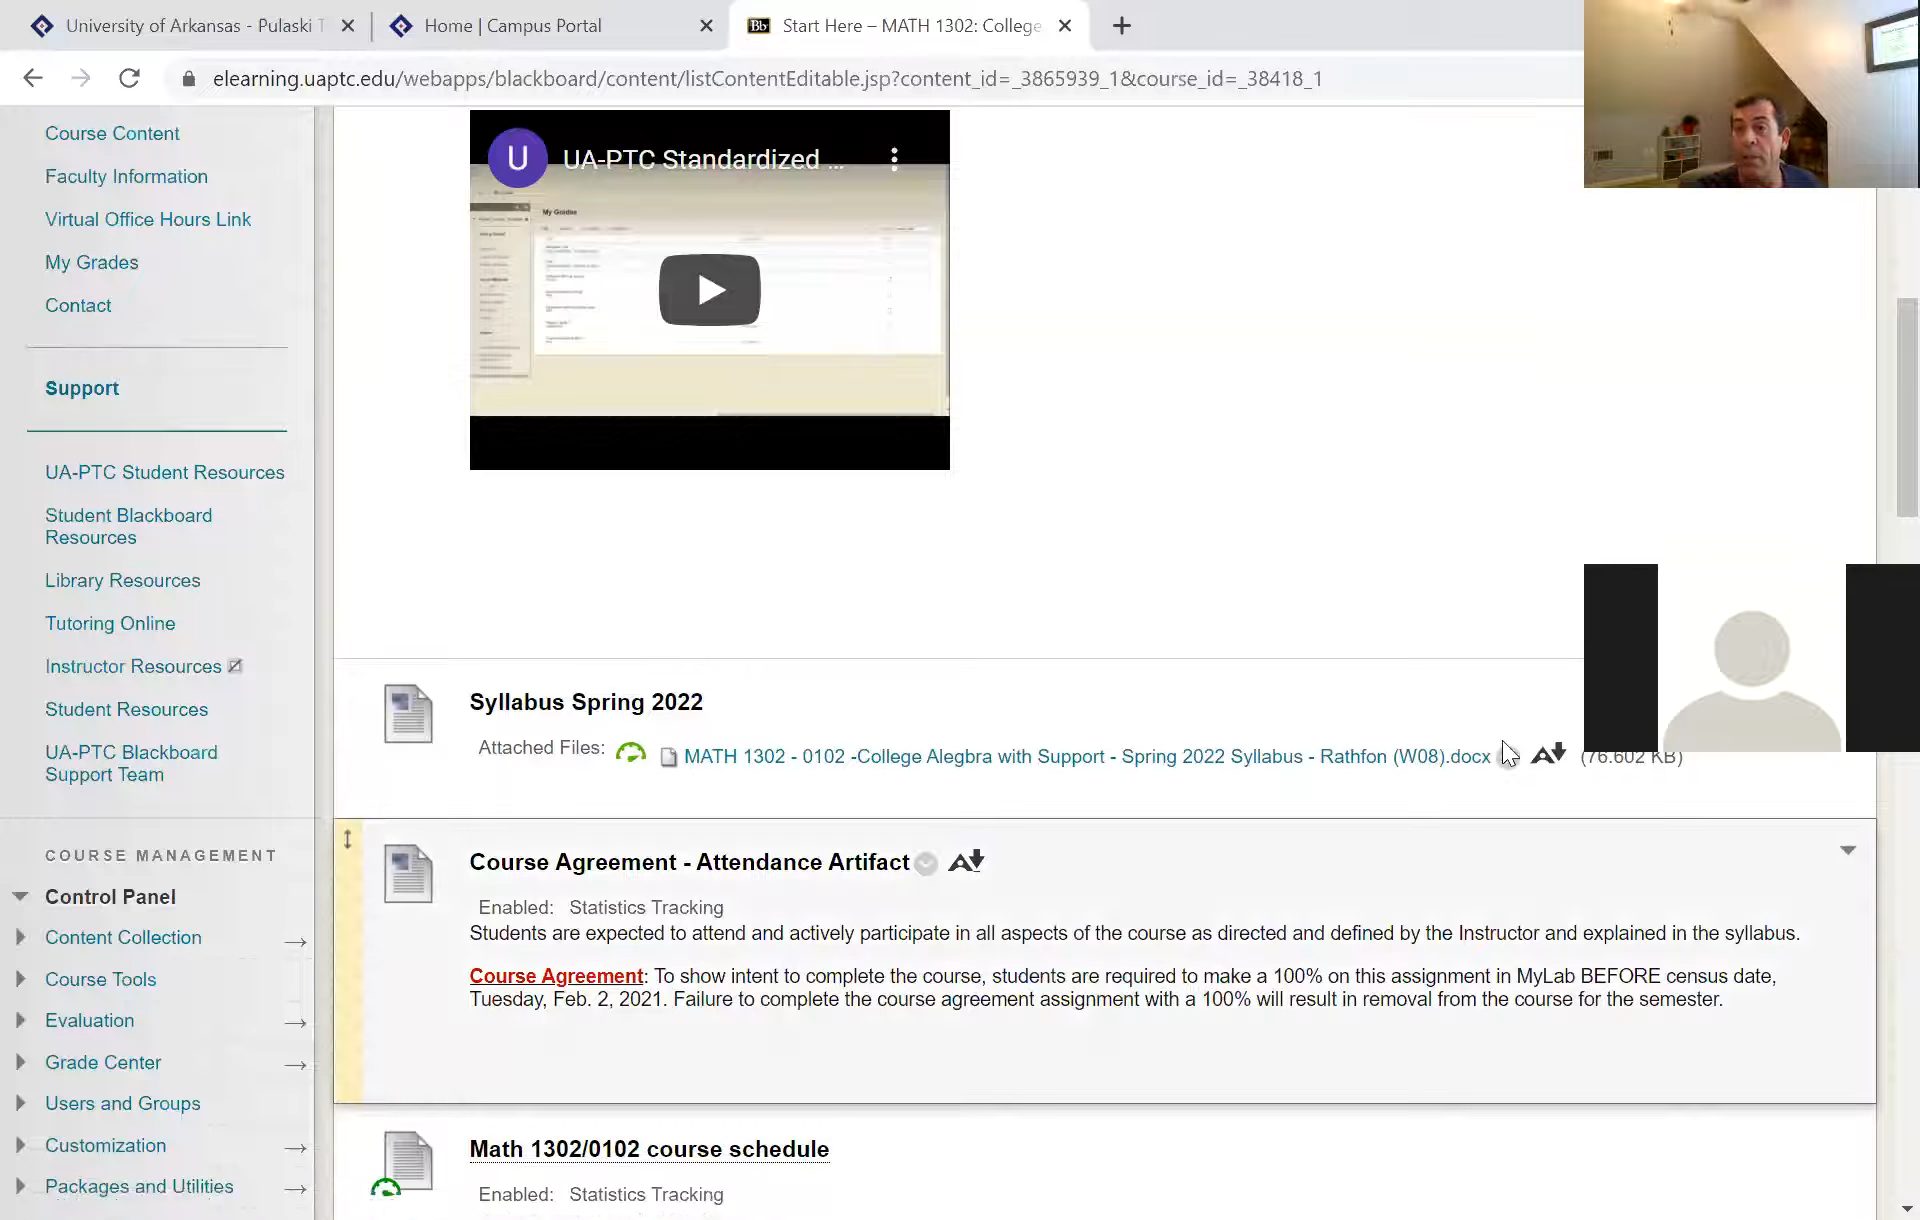 University of Arkansas - Pulaski T
Home | Campus Portal
Bb
Start Here – MATH 1302: College
elearning.uaptc.edu/webapps/blackboard/content/listContentEditable.jsp?content_id=_3865939_1&course_id=_38418_1
Course Content
Faculty Information
Virtual Office Hours Link
My Grades
Contact
Support
UA-PTC Student Resources
Student Blackboard
Resources
Library Resources
Tutoring Online
Instructor Resources
Student Resources
UA-PTC Blackboard
Support Team
COURSE MANAGEMENT
Control Panel
Content Collection
Course Tools
Evaluation
Grade Center
Users and Groups
Customization
Packages and Utilities
U
UA-PTC Standardized ...
My Grades
Syllabus Spring 2022
Attached Files: MATH 1302 - 0102 -College Alegbra with Support - Spring 2022 Syllabus - Rathfon (W08).docx (76.602 KB)
Course Agreement - Attendance Artifact
Enabled: Statistics Tracking
Students are expected to attend and actively participate in all aspects of the course as directed and defined by the Instructor and explained in the syllabus.
Course Agreement: To show intent to complete the course, students are required to make a 100% on this assignment in MyLab BEFORE census date,
Tuesday, Feb. 2, 2021. Failure to complete the course agreement assignment with a 100% will result in removal from the course for the semester.
Math 1302/0102 course schedule
Enabled: Statistics Tracking